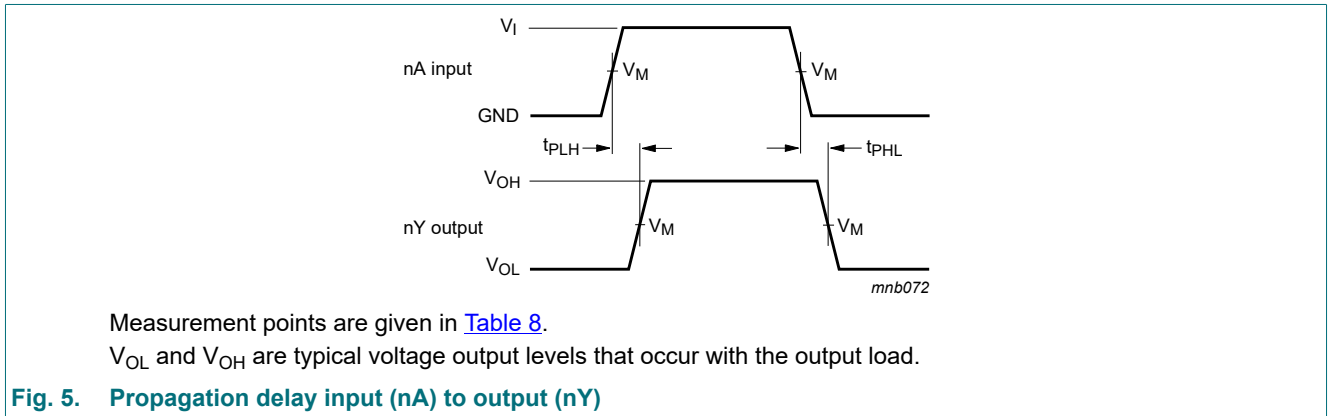 VI
nA input
VM
VM
GND
tPLH
tPHL
VOH
nY output
VM
VM
VOL
mnb072
Measurement points are given in Table 8.
VOL and VOH are typical voltage output levels that occur with the output load.
Fig. 5. Propagation delay input (nA) to output (nY)